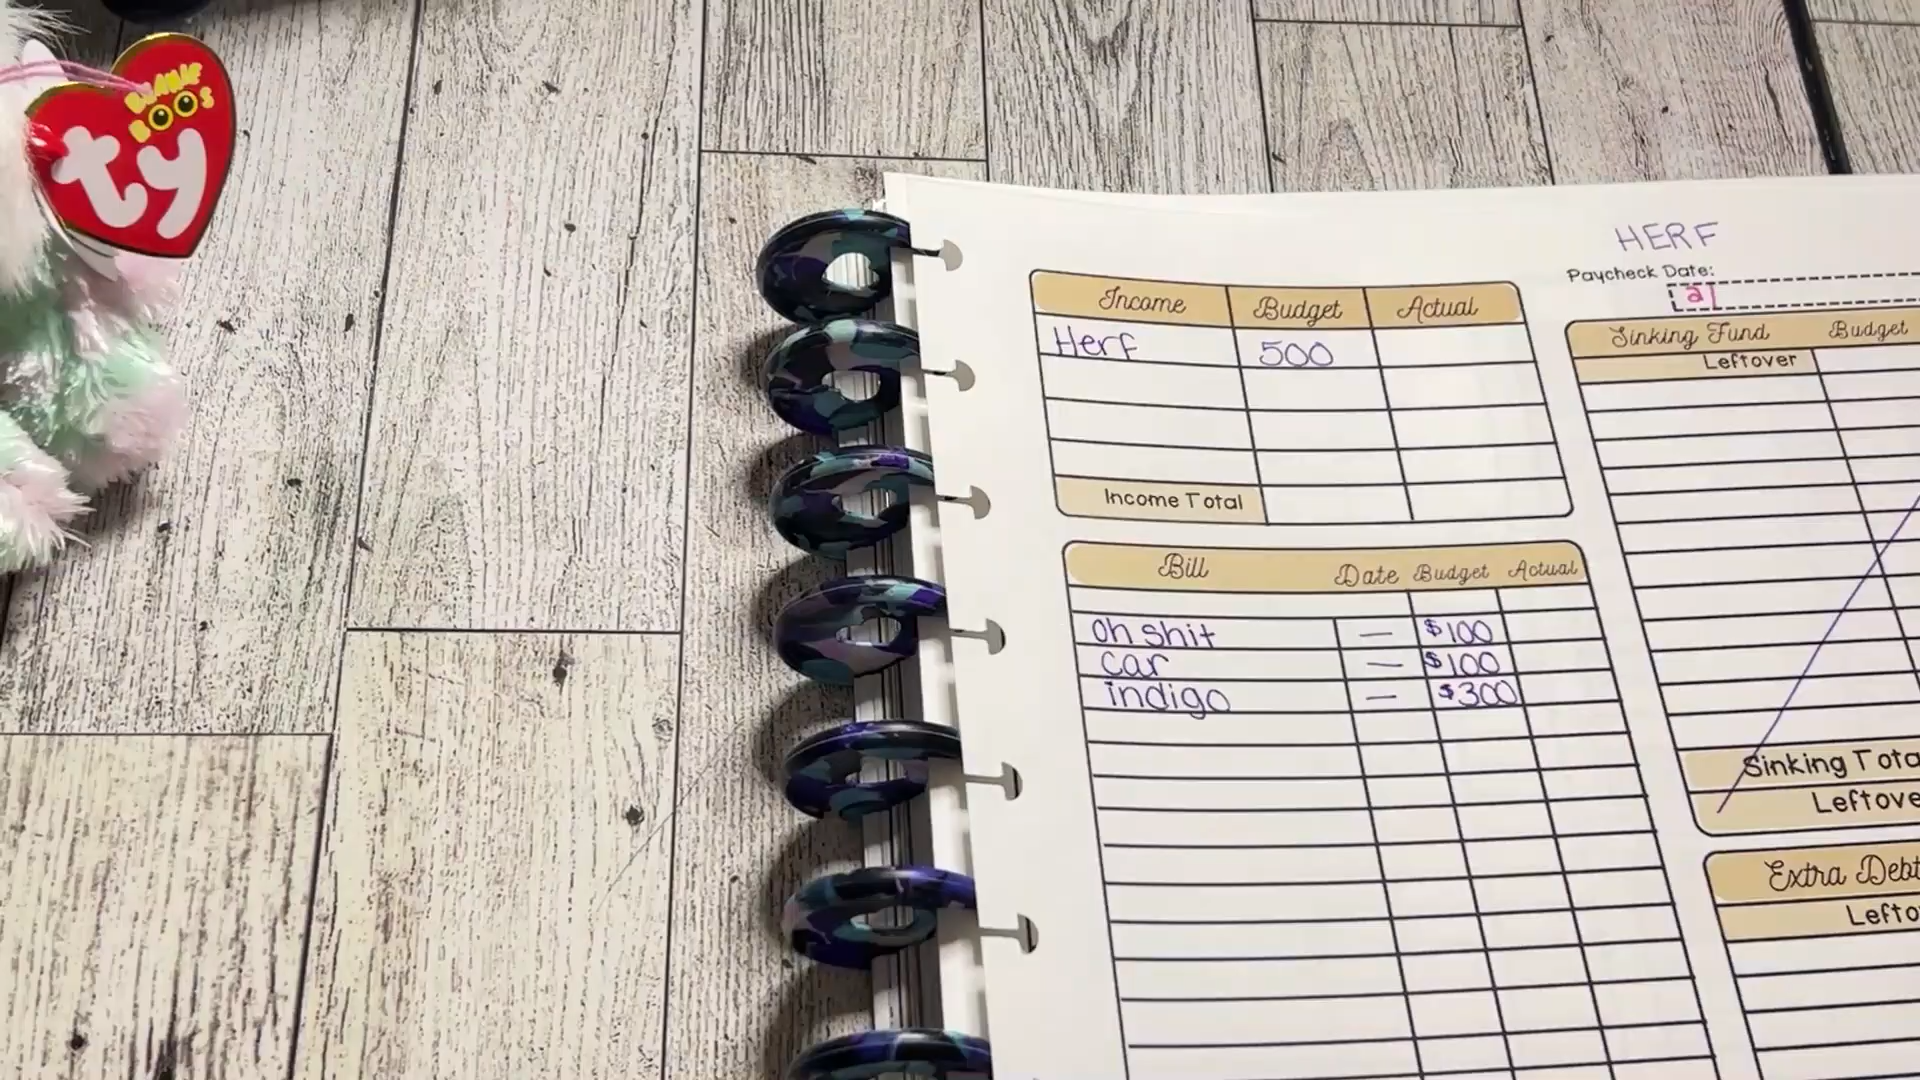 BEANIE
BOOS
ty
HERF
Paycheck Date:
Income Budget Actual
Herf 500
Income Total
Sinking Fund Budget
Leftover
Bill Date Budget Actual
oh shit — $100
car — $100
indigo — $300
Sinking Tota
Leftove
Extra Debt
Lefto